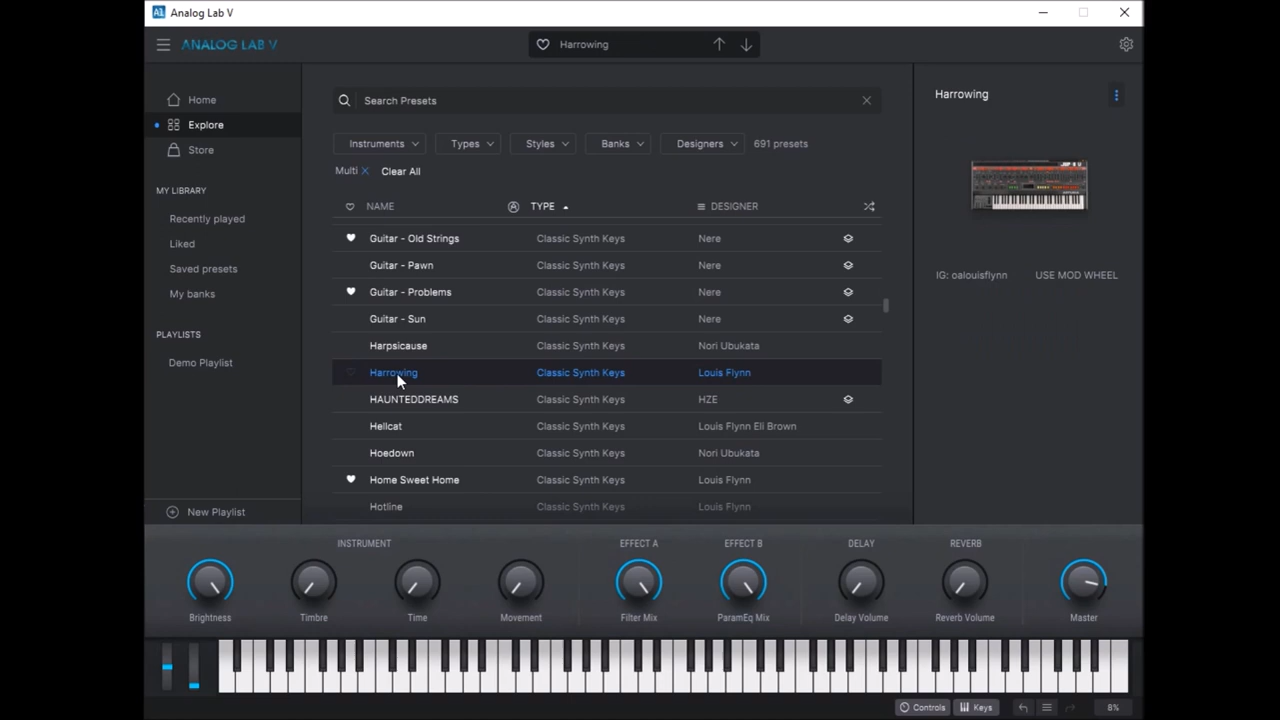 Analog Lab V
ANALOG LAB V
Harrowing
Home
Explore
Store
MY LIBRARY
Recently played
Liked
Saved presets
My banks
PLAYLISTS
Demo Playlist
New Playlist
Search Presets
Instruments Types Styles Banks Designers 691 presets
Multi X Clear All
NAME TYPE DESIGNER
Guitar - Old Strings Classic Synth Keys Nere
Guitar - Pawn Classic Synth Keys Nere
Guitar - Problems Classic Synth Keys Nere
Guitar - Sun Classic Synth Keys Nere
Harpsicause Classic Synth Keys Nori Ubukata
Harrowing Classic Synth Keys Louis Flynn
HAUNTEDDREAMS Classic Synth Keys HZE
Hellcat Classic Synth Keys Louis Flynn Eli Brown
Hoedown Classic Synth Keys Nori Ubukata
Home Sweet Home Classic Synth Keys Louis Flynn
Hotline Classic Synth Keys Louis Flynn
Harrowing
IG: oalouisflynn USE MOD WHEEL
INSTRUMENT EFFECT A EFFECT B DELAY REVERB
Brightness Timbre Time Movement Filter Mix ParamEq Mix Delay Volume Reverb Volume Master
Controls Keys 8%